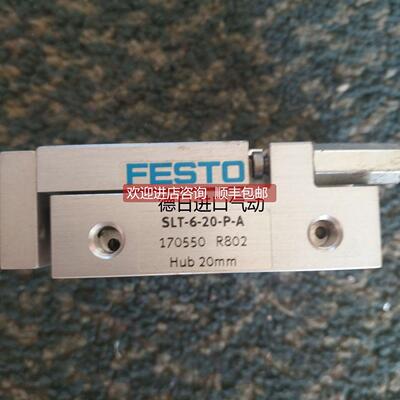 FESTO
欢迎进店咨询 顺丰包邮
德日进口气动
SLT-6-20-P-A
170550 R802
Hub 20mm